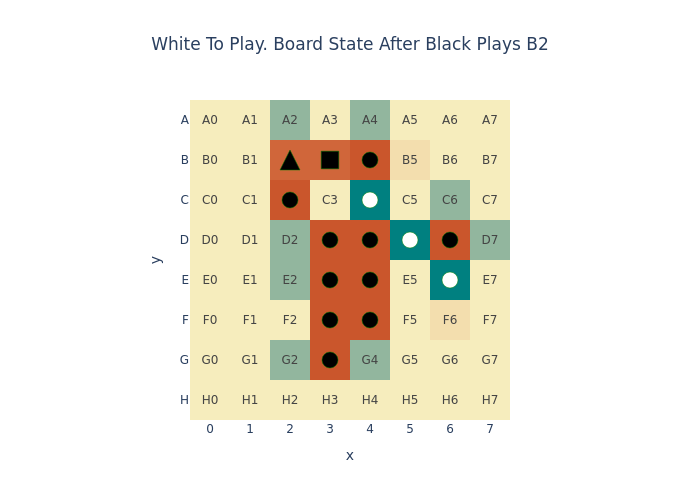 White To Play. Board State After Black Plays B2
A A0 A1 A2 A3 A4 A5 A6 A7
B B0 B1 B5 B6 B7
C C0 C1 C3 C5 C6 C7
D D0 D1 D2 D7
y
E E0 E1 E2 E5 E7
F F0 F1 F2 F5 F6 F7
G G0 G1 G2 G4 G5 G6 G7
H H0 H1 H2 H3 H4 H5 H6 H7
0 1 2 3 4 5 6 7
x